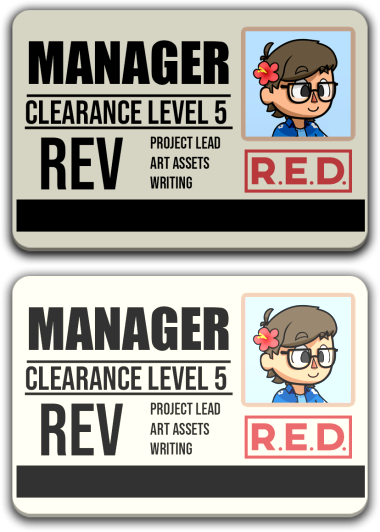 MANAGER
CLEARANCE LEVEL 5
REV
PROJECT LEAD
ART ASSETS
WRITING
R.E.D.
MANAGER
CLEARANCE LEVEL 5
REV
PROJECT LEAD
ART ASSETS
WRITING
R.E.D.